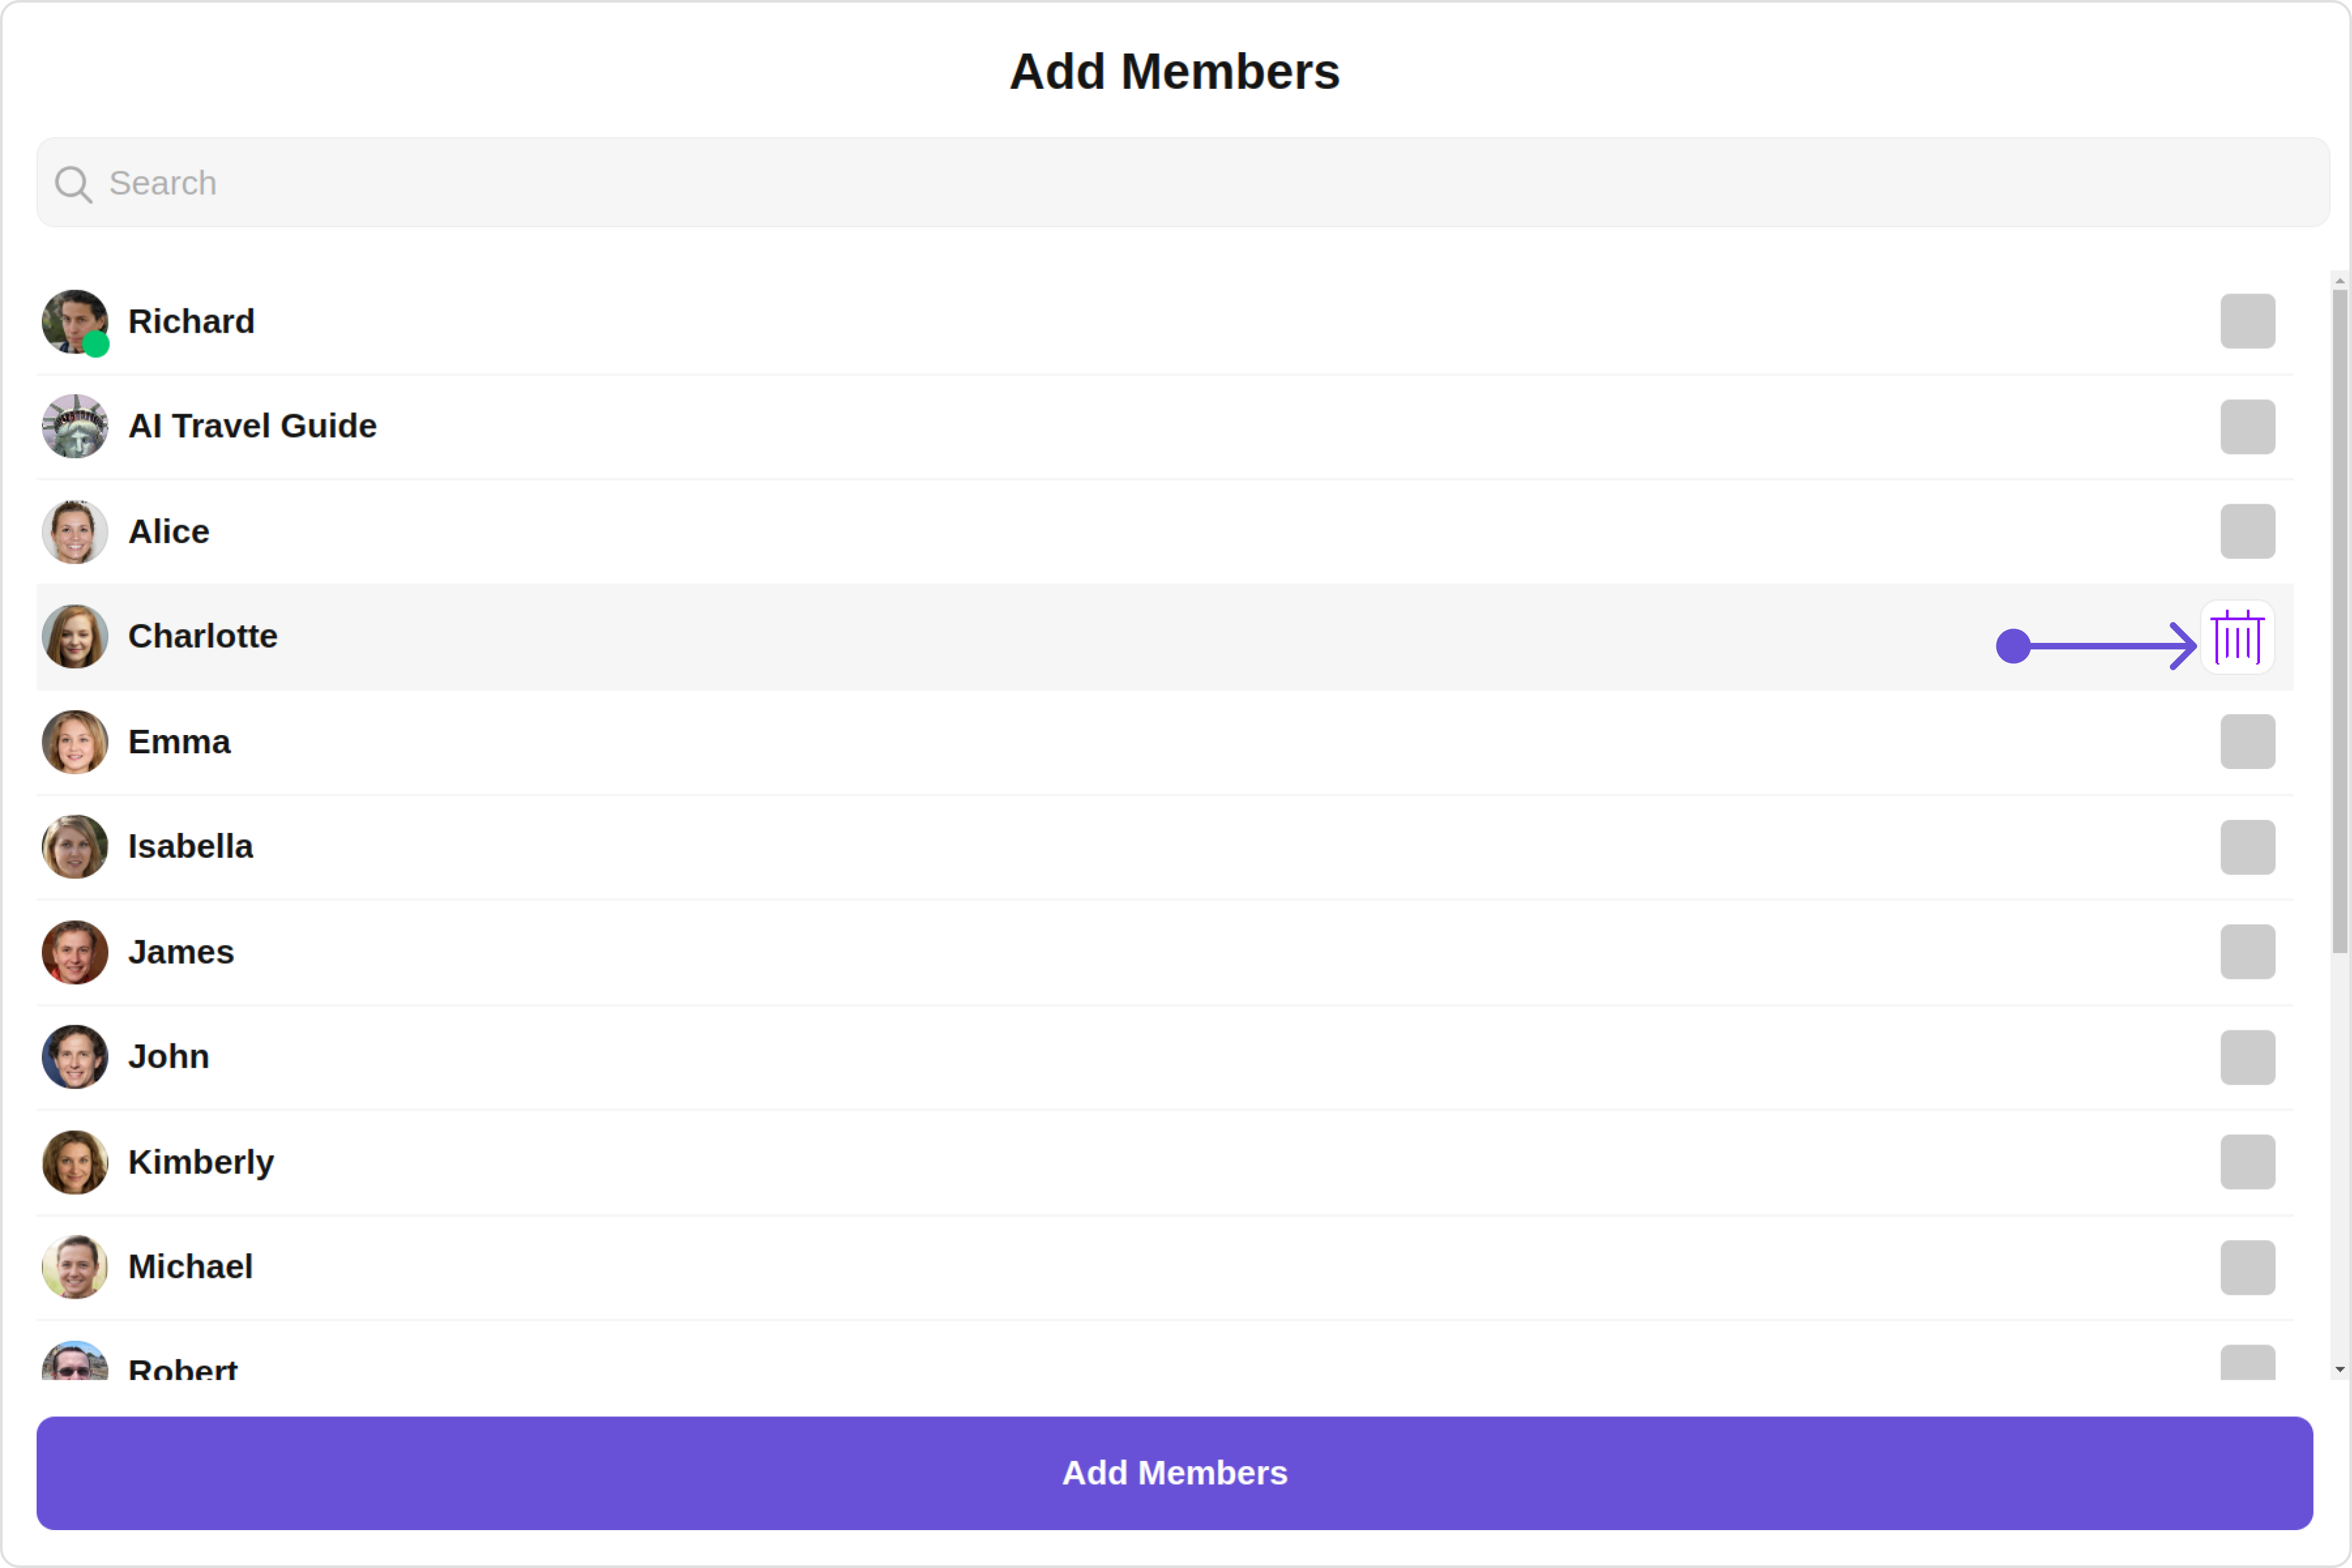 Add Members
Search
Richard
AI Travel Guide
Alice
Charlotte
Emma
Isabella
James
John
Kimberly
Michael
Robert
Add Members